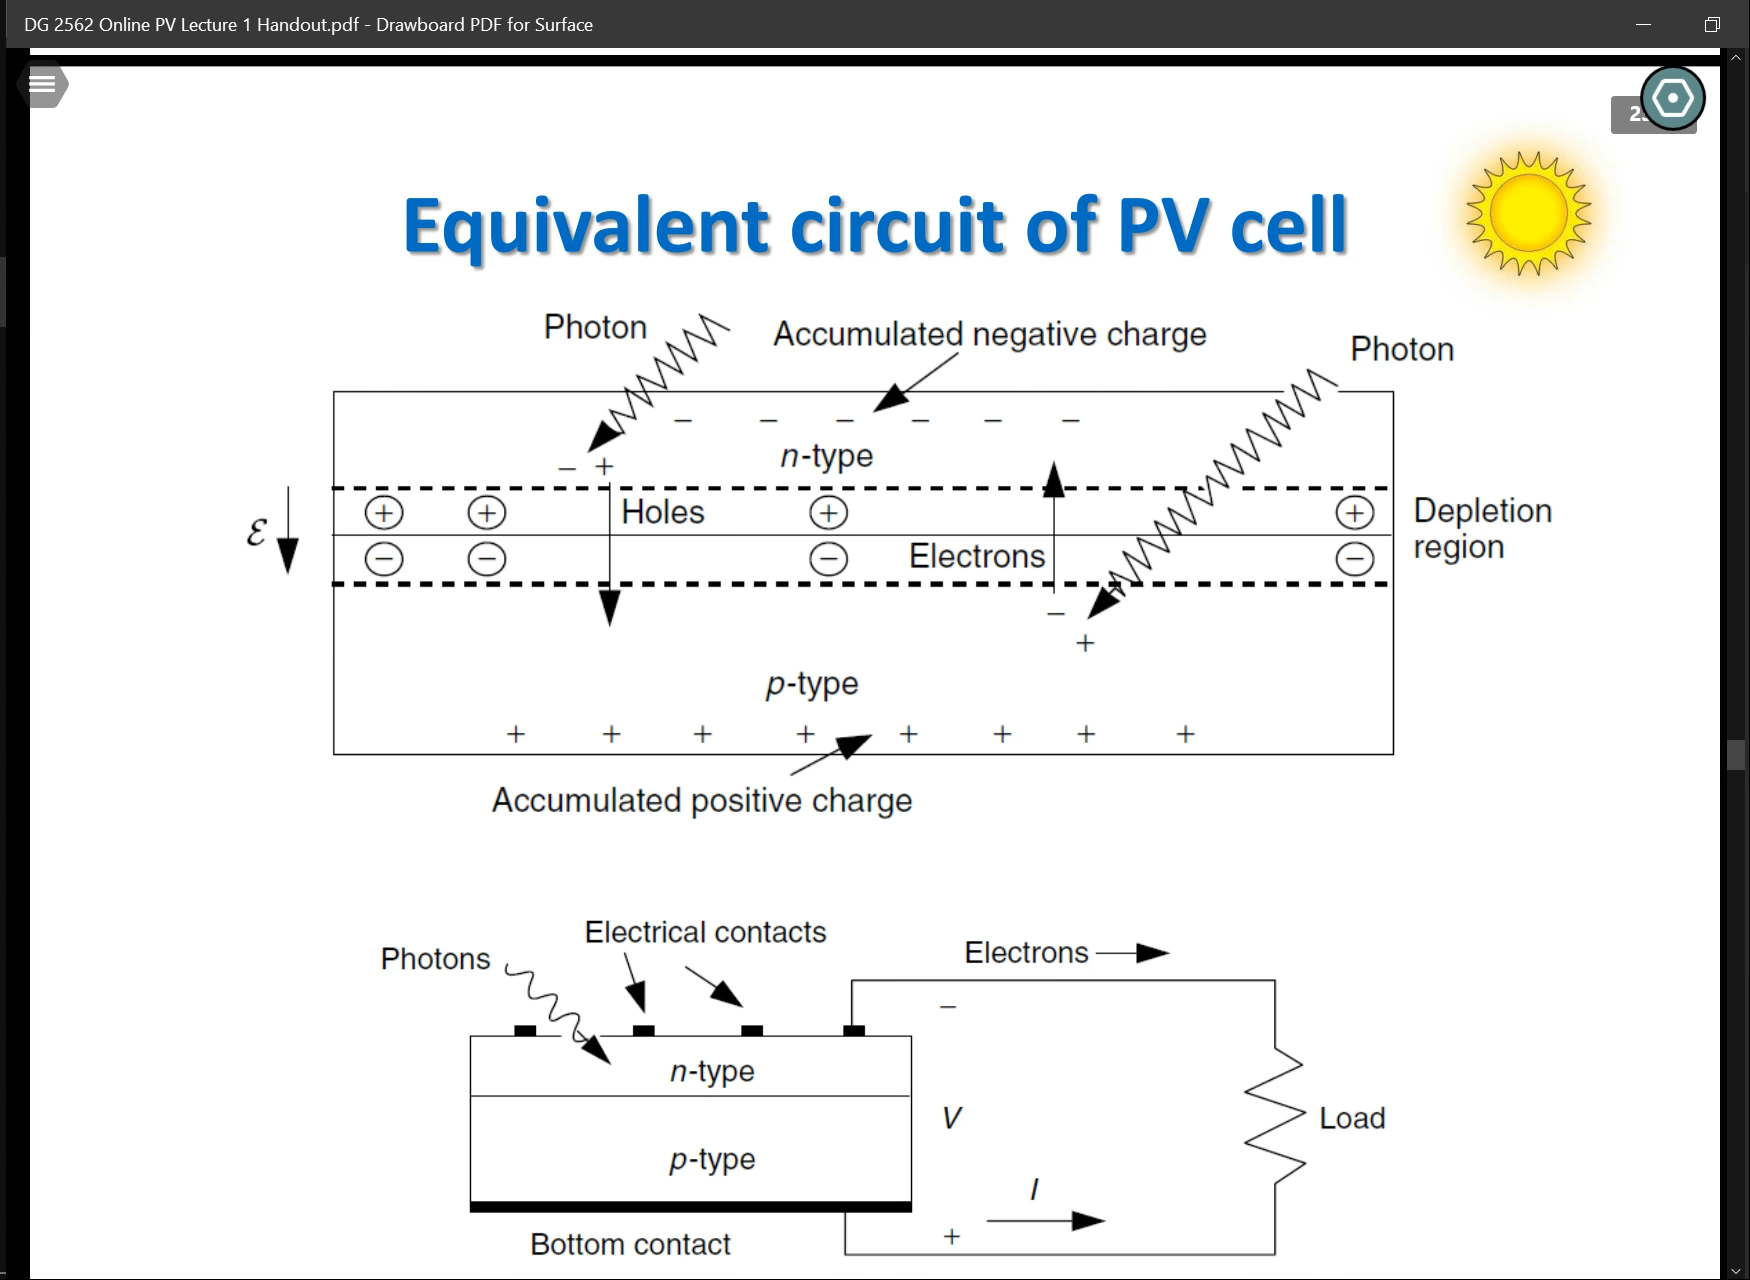 DG 2562 Online PV Lecture 1 Handout.pdf - Drawboard PDF for Surface
Equivalent circuit of PV cell
Photon
Accumulated negative charge
Photon
− − − − − −
n-type
− +
ℰ
+ + + +
Holes
Depletion
region
− − − −
Electrons
−
+
p-type
+ + + + + + + +
Accumulated positive charge
Electrical contacts
Photons
Electrons
−
n-type
V
Load
p-type
I
+
Bottom contact